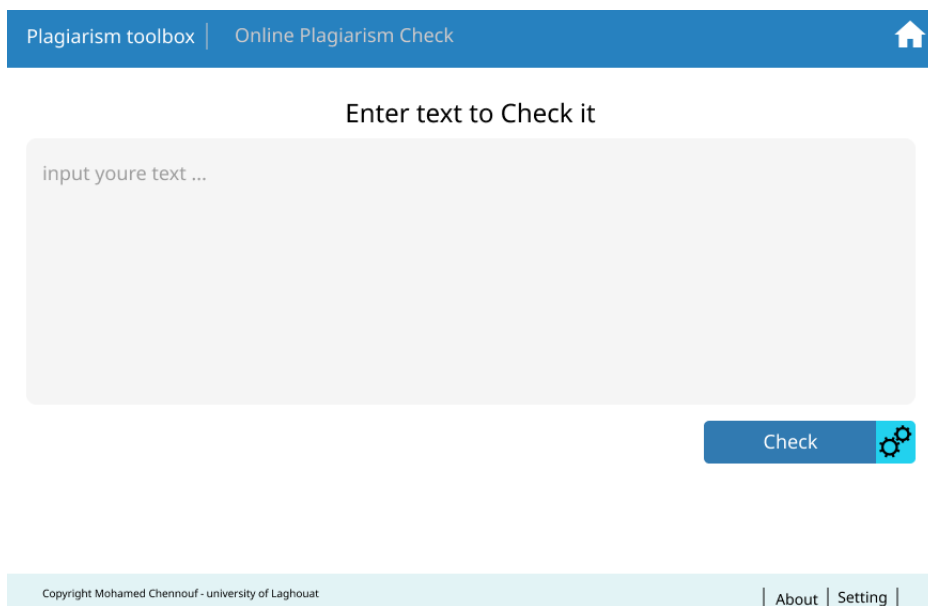 Plagiarism toolbox | Online Plagiarism Check
Enter text to Check it
input youre text ...
Check
Copyright Mohamed Chennouf - university of Laghouat
| About | Setting |